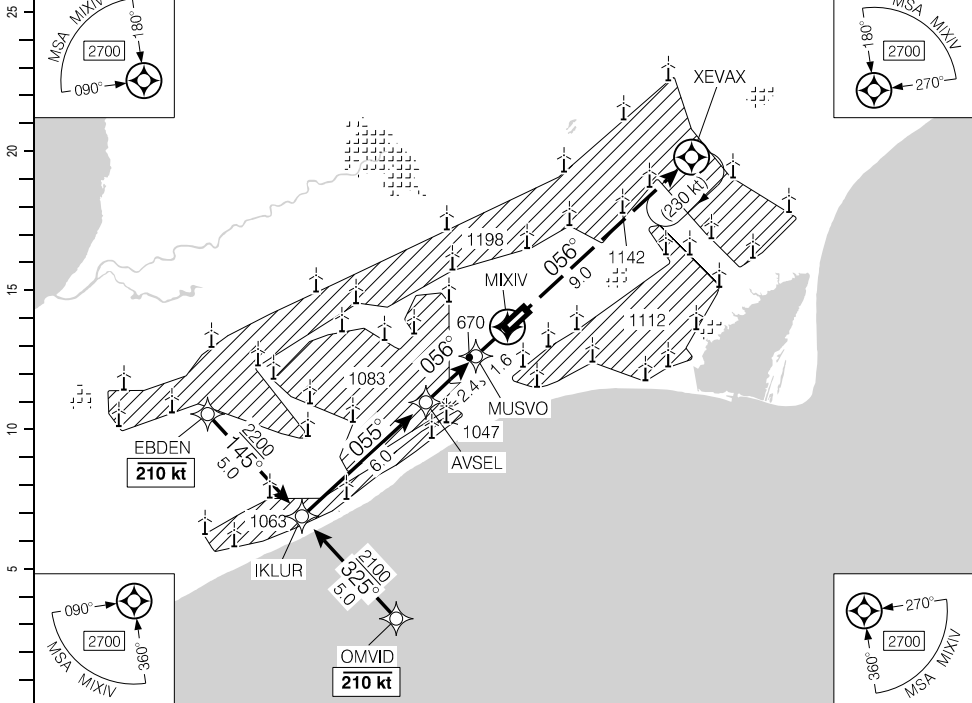 25
20
15
10
5
MSA MIXIV
180°
2700
090°
MSA MIXIV
180°
2700
270°
XEVAX
(230 kt)
1198
056°
9.0
1142
MIXIV
670
1112
056°
1083
2.4
1.6
MUSVO
1047
055°
6.0
AVSEL
EBDEN
210 kt
2200
145°
5.0
1063
IKLUR
2100
325°
5.0
OMVID
210 kt
090°
2700
360°
MSA MIXIV
270°
2700
360°
MSA MIXIV